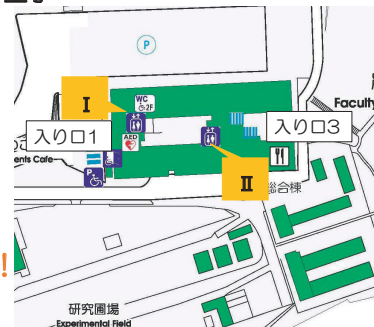 P
WC
2F
I
AED
入り口1
入り口3
Faculty
ents Cafe
P
II
総合棟
!
研究圃場
Experimental Field